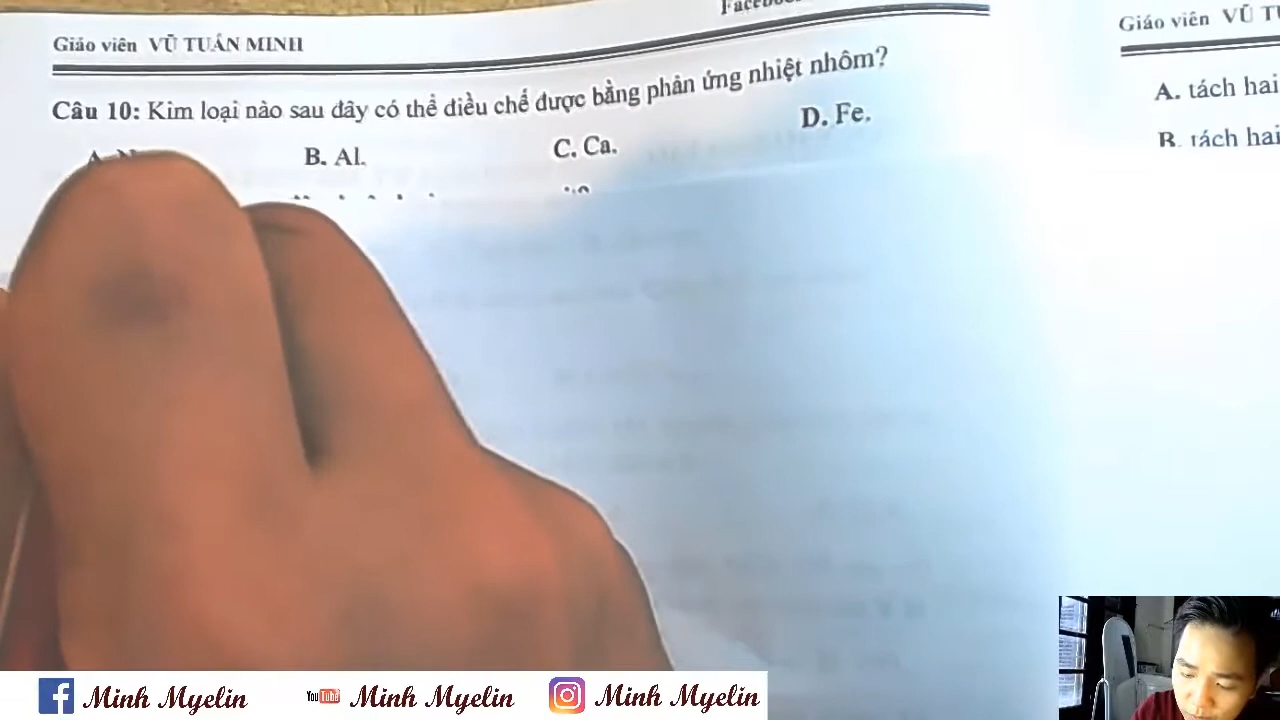 Giáo viên VŨ TUẤN MINH
Câu 10: Kim loại nào sau đây có thể điều chế được bằng phản ứng nhiệt nhôm?
B. Al.
C. Ca.
D. Fe.
Giáo viên VŨ
A. tách hai
B. tách hai
Minh Myelin
YouTube Minh Myelin
Minh Myelin